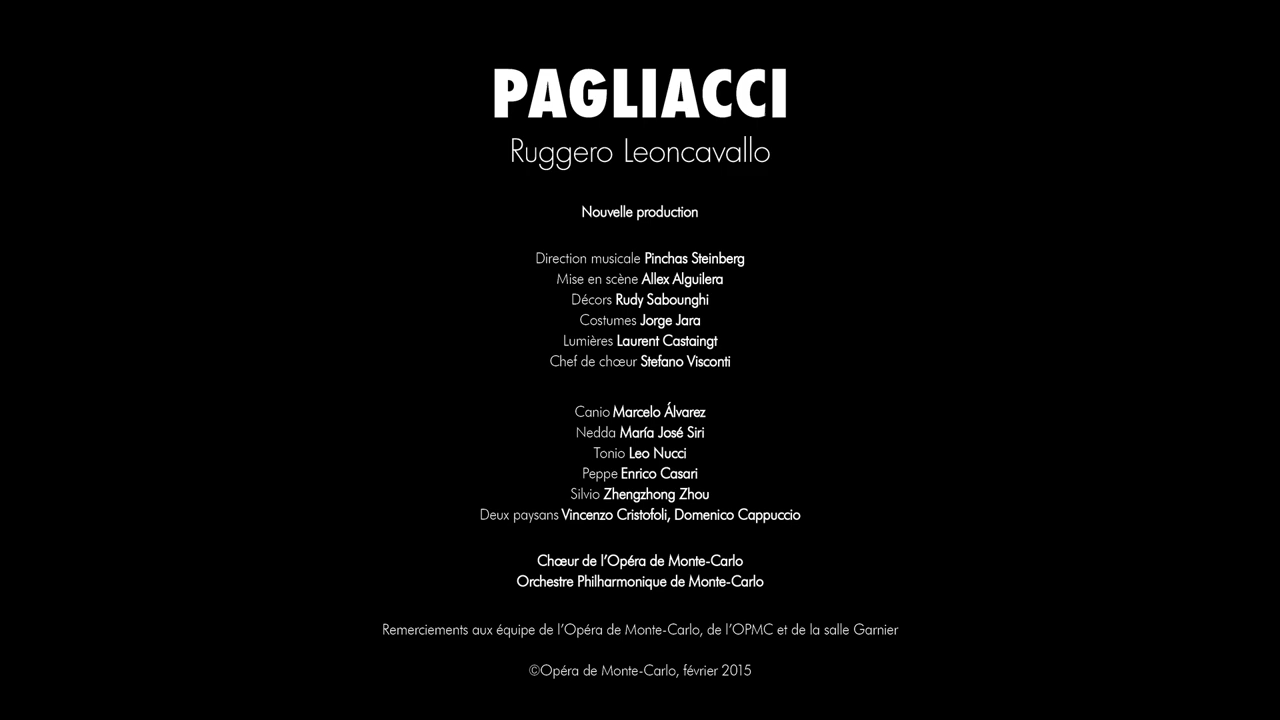 PAGLIACCI
Ruggero Leoncavallo
Nouvelle production
Direction musicale Pinchas Steinberg
Mise en scène Allex Alguilera
Décors Rudy Sabounghi
Costumes Jorge Jara
Lumières Laurent Castaingt
Chef de chœur Stefano Visconti
Canio Marcelo Álvarez
Nedda María José Siri
Tonio Leo Nucci
Peppe Enrico Casari
Silvio Zhengzhong Zhou
Deux paysans Vincenzo Cristofoli, Domenico Cappuccio
Chœur de l’Opéra de Monte-Carlo
Orchestre Philharmonique de Monte-Carlo
Remerciements aux équipe de l’Opéra de Monte-Carlo, de l’OPMC et de la salle Garnier
©Opéra de Monte-Carlo, février 2015